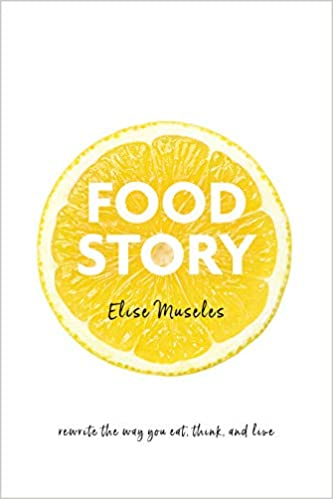 FOOD
STORY
Elise Museles
rewrite the way you eat, think, and live